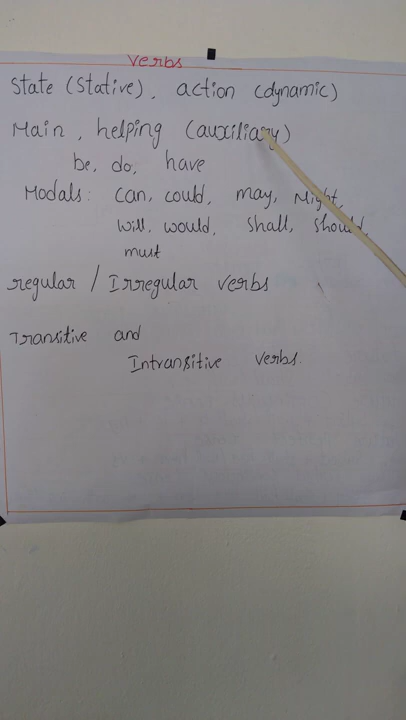 Verbs
State (Stative), action (dynamic)
Main, helping (auxiliary)
be, do, have
Modals: can, could, may, Might,
will, would, shall, should,
must
regular / Irregular verbs
Transitive and
Intransitive verbs.